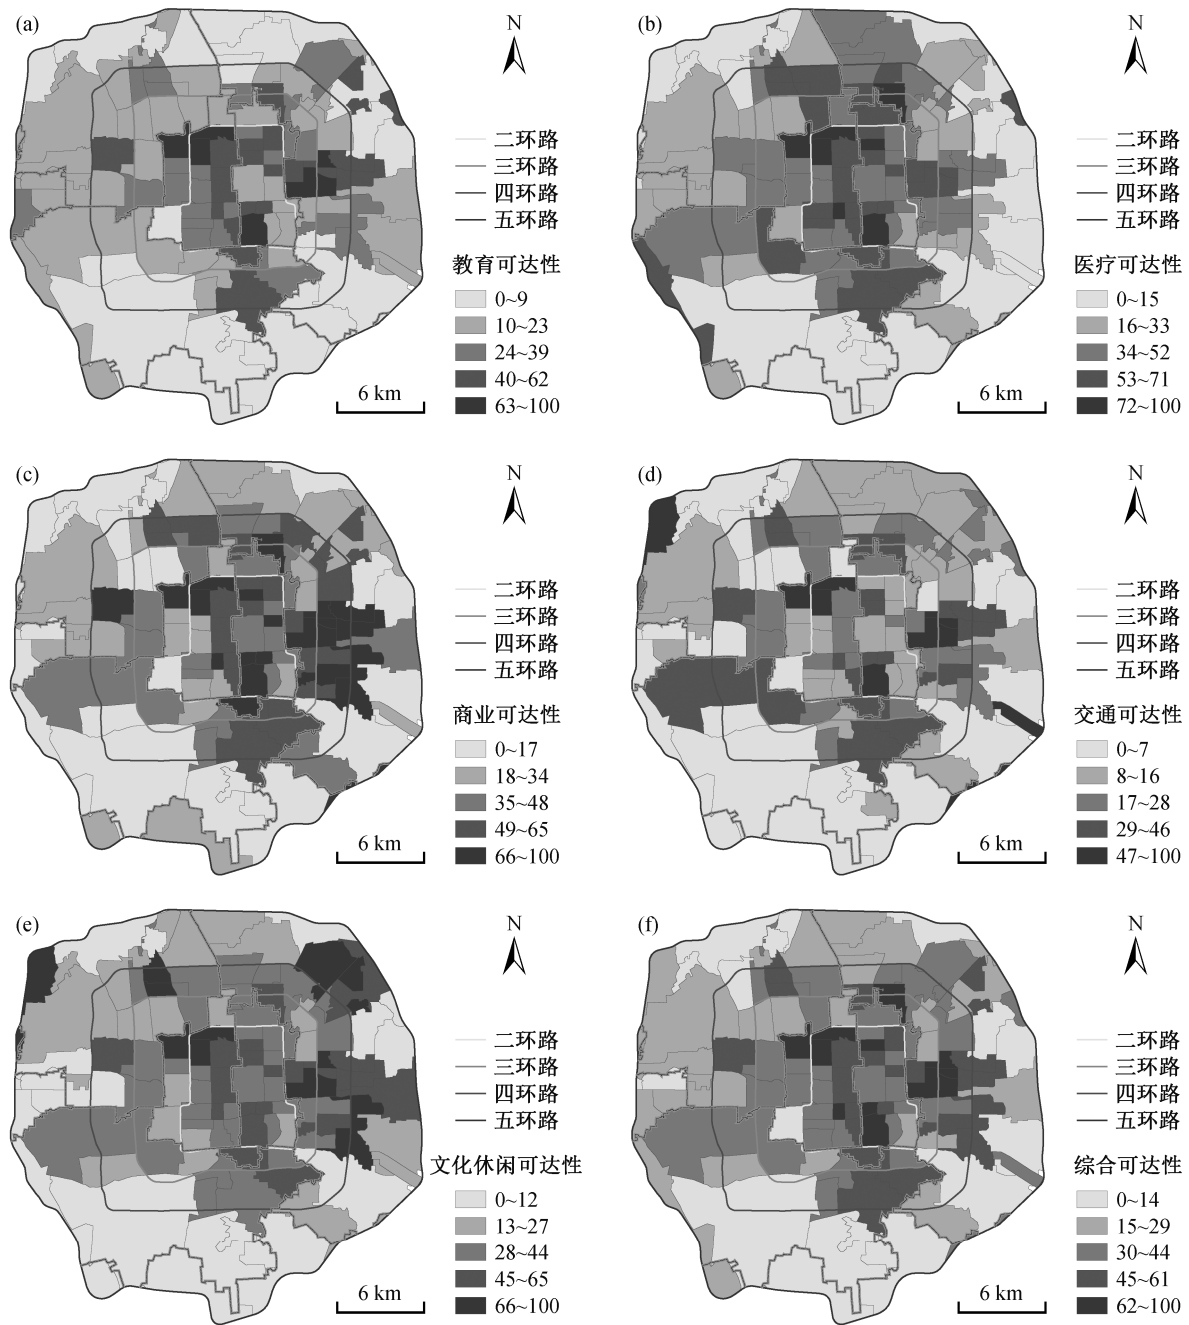 (a)
N
二环路
三环路
四环路
五环路
教育可达性
0~9
10~23
24~39
40~62
63~100
6 km
(b)
N
二环路
三环路
四环路
五环路
医疗可达性
0~15
16~33
34~52
53~71
72~100
6 km
(c)
N
二环路
三环路
四环路
五环路
商业可达性
0~17
18~34
35~48
49~65
66~100
6 km
(d)
N
二环路
三环路
四环路
五环路
交通可达性
0~7
8~16
17~28
29~46
47~100
6 km
(e)
N
二环路
三环路
四环路
五环路
文化休闲可达性
0~12
13~27
28~44
45~65
66~100
6 km
(f)
N
二环路
三环路
四环路
五环路
综合可达性
0~14
15~29
30~44
45~61
62~100
6 km